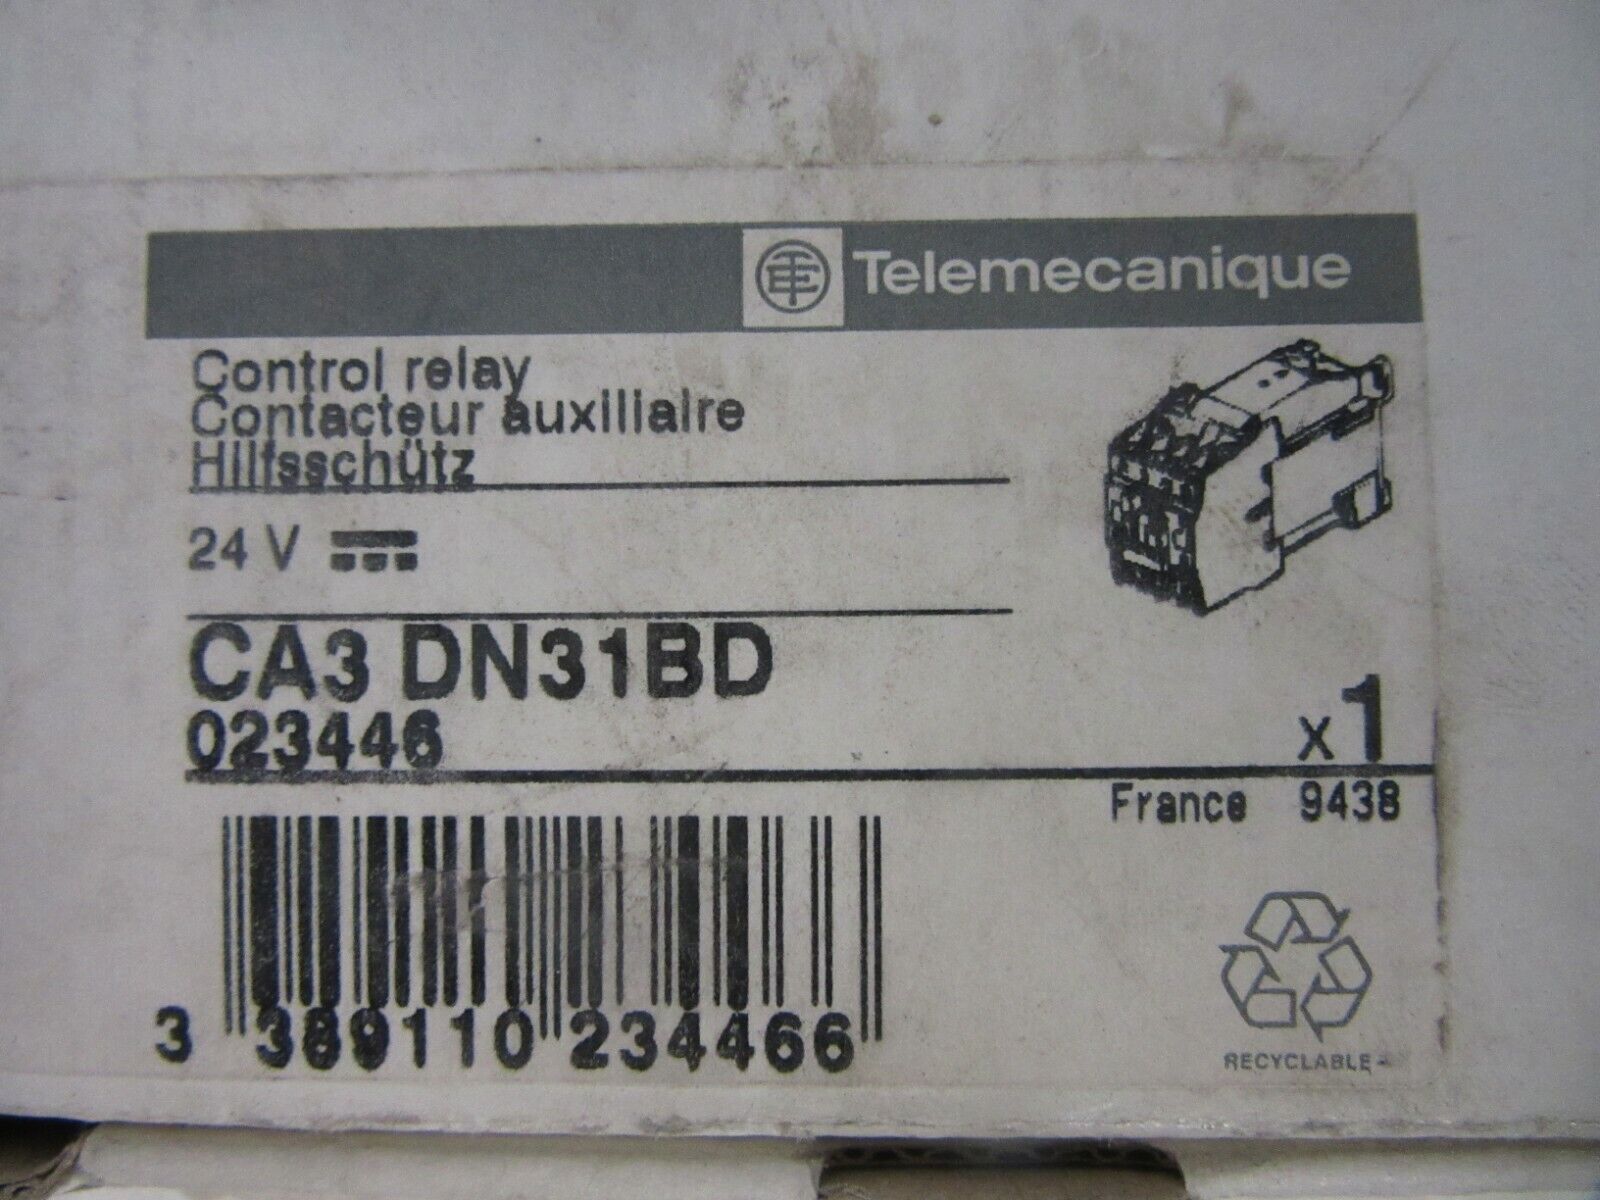 Telemecanique
Control relay
Contacteur auxiliaire
Hilfsschütz
24 V
CA3 DN31BD
023446
x1
France 9438
3 389110 234466
RECYCLABLE